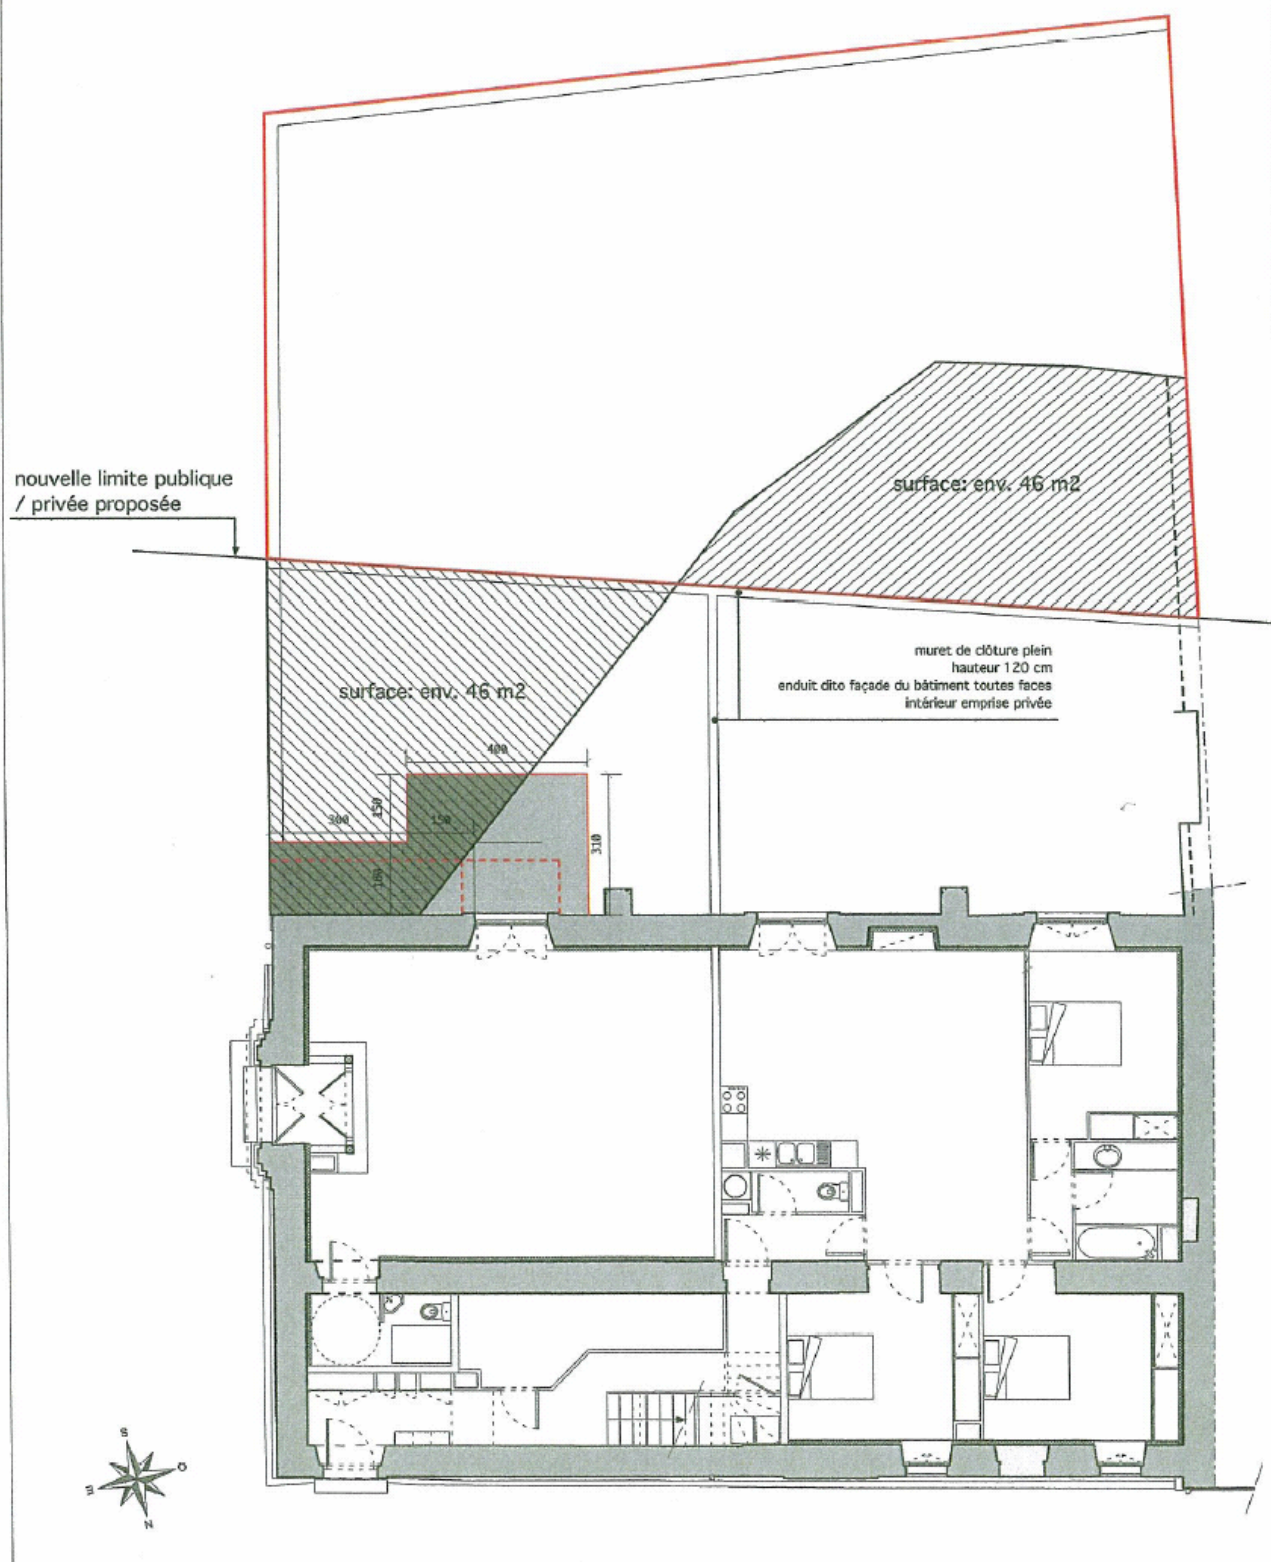 nouvelle limite publique
/ privée proposée
surface: env. 46 m2
surface: env. 46 m2
muret de clôture plein
hauteur 120 cm
enduit dito façade du bâtiment toutes faces
intérieur emprise privée
400
150
300
150
310
160
S
O
E
N